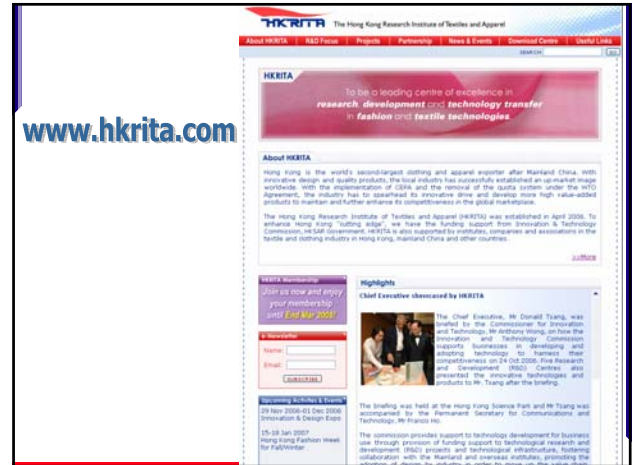 HKRITA The Hong Kong Research Institute of Textiles and Apparel
About HKRITA | R&D Focus | Projects | Partnership | News & Events | Download Centre | Useful Links
SEARCH GO
www.hkrita.com
HKRITA
To be a leading centre of excellence in
research, development and technology transfer
in fashion and textile technologies.
About HKRITA
Hong Kong is the world's second-largest clothing and apparel exporter after Mainland China. With
innovative design and quality products, the local industry has successfully established an up-market image
worldwide. With the implementation of CEPA and the removal of the quota system under the WTO
Agreement, the industry has to spearhead its innovative drive and develop more high value-added
products to maintain and further enhance its competitiveness in the global marketplace.
The Hong Kong Research Institute of Textiles and Apparel (HKRITA) was established in April 2006. To
enhance Hong Kong "cutting edge", we have the funding support from Innovation & Technology
Commission, HKSAR Government. HKRITA is also supported by institutes, companies and associations in the
textile and clothing industry in Hong Kong, mainland China and other countries.
>>More
HKRITA Membership
Join us now and enjoy
your membership
until End Mar 2008!
e-Newsletter
Name:
Email:
SUBSCRIBE
Upcoming Activities & Events
29 Nov 2006-01 Dec 2006
Innovation & Design Expo
15-18 Jan 2007
Hong Kong Fashion Week
for Fall/Winter
Highlights
Chief Executive showcased by HKRITA
The Chief Executive, Mr Donald Tsang, was
briefed by the Commissioner for Innovation
and Technology, Mr Anthony Wong, on how the
Innovation and Technology Commission
supports businesses in developing and
adopting technology to harness their
competitiveness on 24 Oct 2006. Five Research
and Development (R&D) Centres also
presented the innovative technologies and
products to Mr. Tsang after the briefing.
The briefing was held at the Hong Kong Science Park and Mr Tsang was
accompanied by the Permanent Secretary for Communications and
Technology, Mr Francis Ho.
The commission provides support to technology development for business
use through provision of funding support to technological research and
development (R&D) projects and technological infrastructure, fostering
collaboration with the Mainland and overseas institutes, promoting the
adoption of design by industry in order to move up the value chain